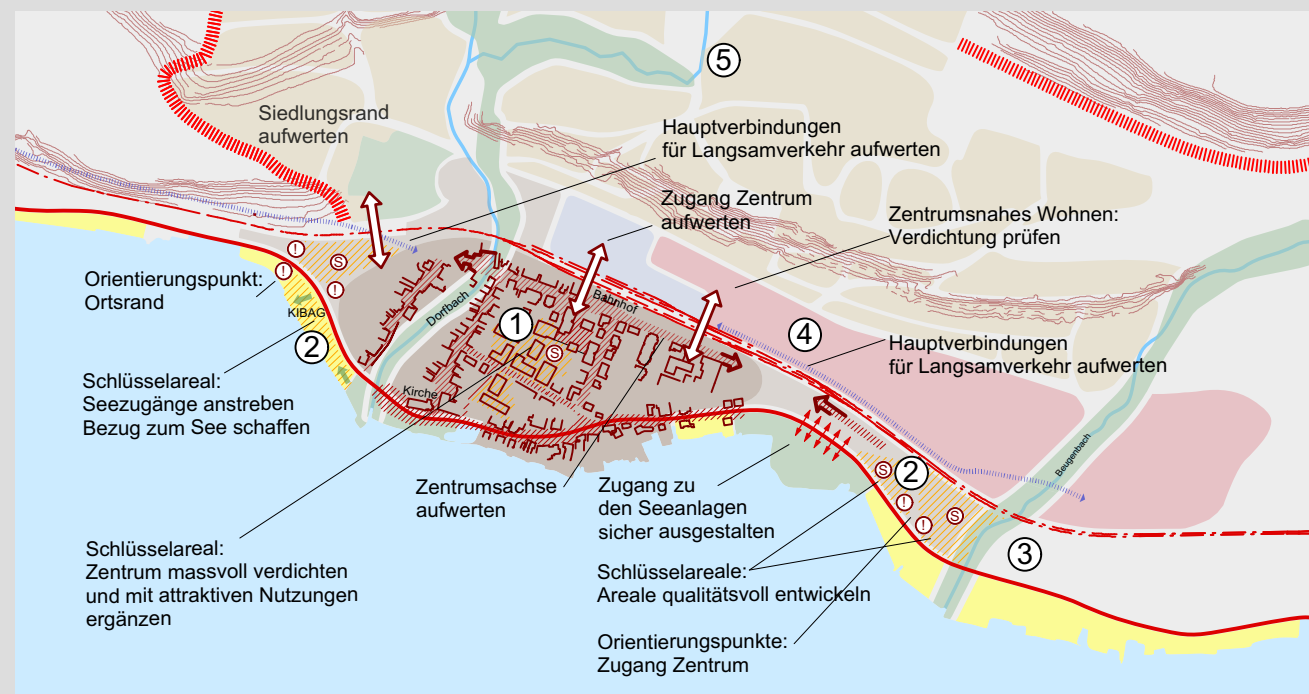 5
Siedlungsrand
aufwerten
Hauptverbindungen
für Langsamverkehr aufwerten
Zugang Zentrum
aufwerten
Zentrumsnahes Wohnen:
Verdichtung prüfen
!
S
!
!
Orientierungspunkt:
Ortsrand
KIBAG
2
Dorfbach
Bahnhof
1
S
Kirche
4
Hauptverbindungen
für Langsamverkehr aufwerten
Schlüsselareal:
Seezugänge anstreben
Bezug zum See schaffen
Beugenbach
Zentrumsachse
aufwerten
Zugang zu
den Seeanlagen
sicher ausgestalten
S
2
!
!
S
3
Schlüsselareal:
Zentrum massvoll verdichten
und mit attraktiven Nutzungen
ergänzen
Schlüsselareale:
Areale qualitätsvoll entwickeln
Orientierungspunkte:
Zugang Zentrum